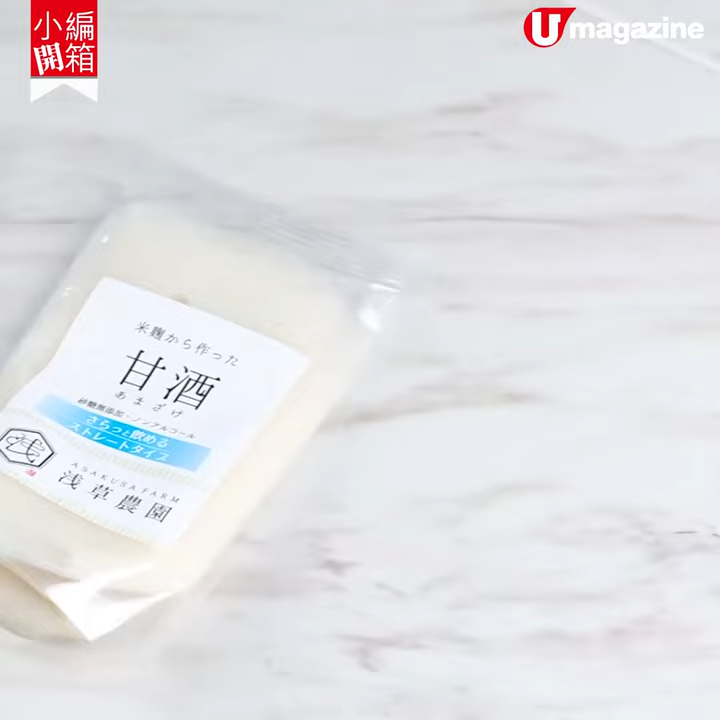 小編
開箱
U magazine
米麹から作った
甘酒
あまざけ
砂糖無添加・ノンアルコール
さらっと飲める
ストレートタイプ
浅
ASAKUSA FARM
浅草農園